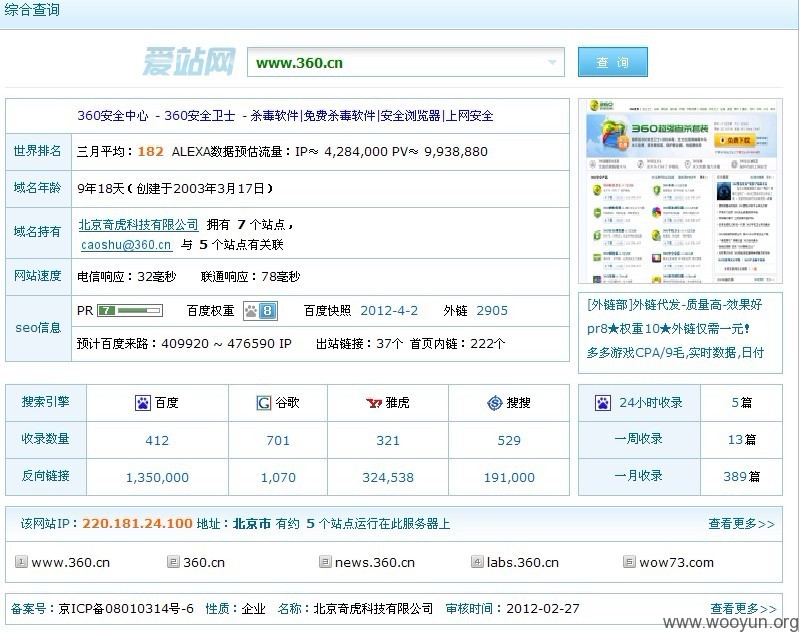 综合查询
爱站网 www.360.cn 查 询
360安全中心 - 360安全卫士 - 杀毒软件|免费杀毒软件|安全浏览器|上网安全
世界排名 三月平均：182 ALEXA数据预估流量：IP≈ 4,284,000 PV≈ 9,938,880
域名年龄 9年18天（创建于2003年3月17日）
域名持有 北京奇虎科技有限公司 拥有 7 个站点，
caoshu@360.cn 与 5 个站点有关联
网站速度 电信响应：32毫秒 联通响应：78毫秒
seo信息 PR 7 百度权重 8 百度快照 2012-4-2 外链 2905
预计百度来路：409920 ~ 476590 IP 出站链接：37个 首页内链：222个
360超强查杀套装
免费下载
[外链部]外链代发-质量高-效果好
pr8★权重10★外链仅需一元!
多多游戏CPA/9毛,实时数据,日付
搜索引擎 百度 谷歌 雅虎 搜搜
收录数量 412 701 321 529
反向链接 1,350,000 1,070 324,538 191,000
24小时收录 5篇
一周收录 13篇
一月收录 389篇
该网站IP：220.181.24.100 地址：北京市 有约 5 个站点运行在此服务器上 查看更多>>
1 www.360.cn 2 360.cn 3 news.360.cn 4 labs.360.cn 5 wow73.com
备案号：京ICP备08010314号-6 性质：企业 名称：北京奇虎科技有限公司 审核时间：2012-02-27 查看更多>>
www.wooyun.org